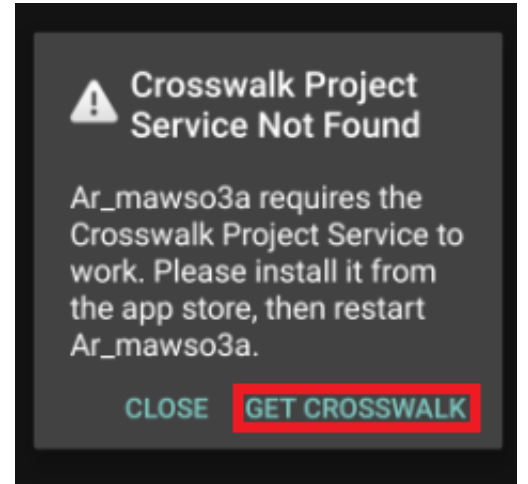 Crosswalk Project
Service Not Found
Ar_mawso3a requires the
Crosswalk Project Service to
work. Please install it from
the app store, then restart
Ar_mawso3a.
CLOSE GET CROSSWALK